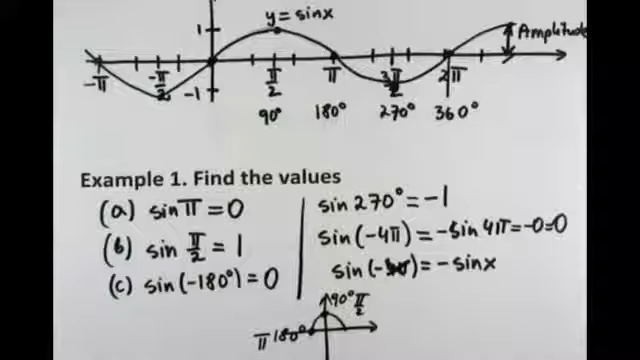 y=sinx
1
Amplitude
-π
-π/2
π/2
π
3π/2
2π
-1
90° 180° 270° 360°
Example 1. Find the values
(a) sin π = 0
(b) sin π/2 = 1
(c) sin (-180°) = 0
sin 270° = -1
sin (-4π) = -sin 4π = -0=0
= -sinx
90° π/2
π 180°